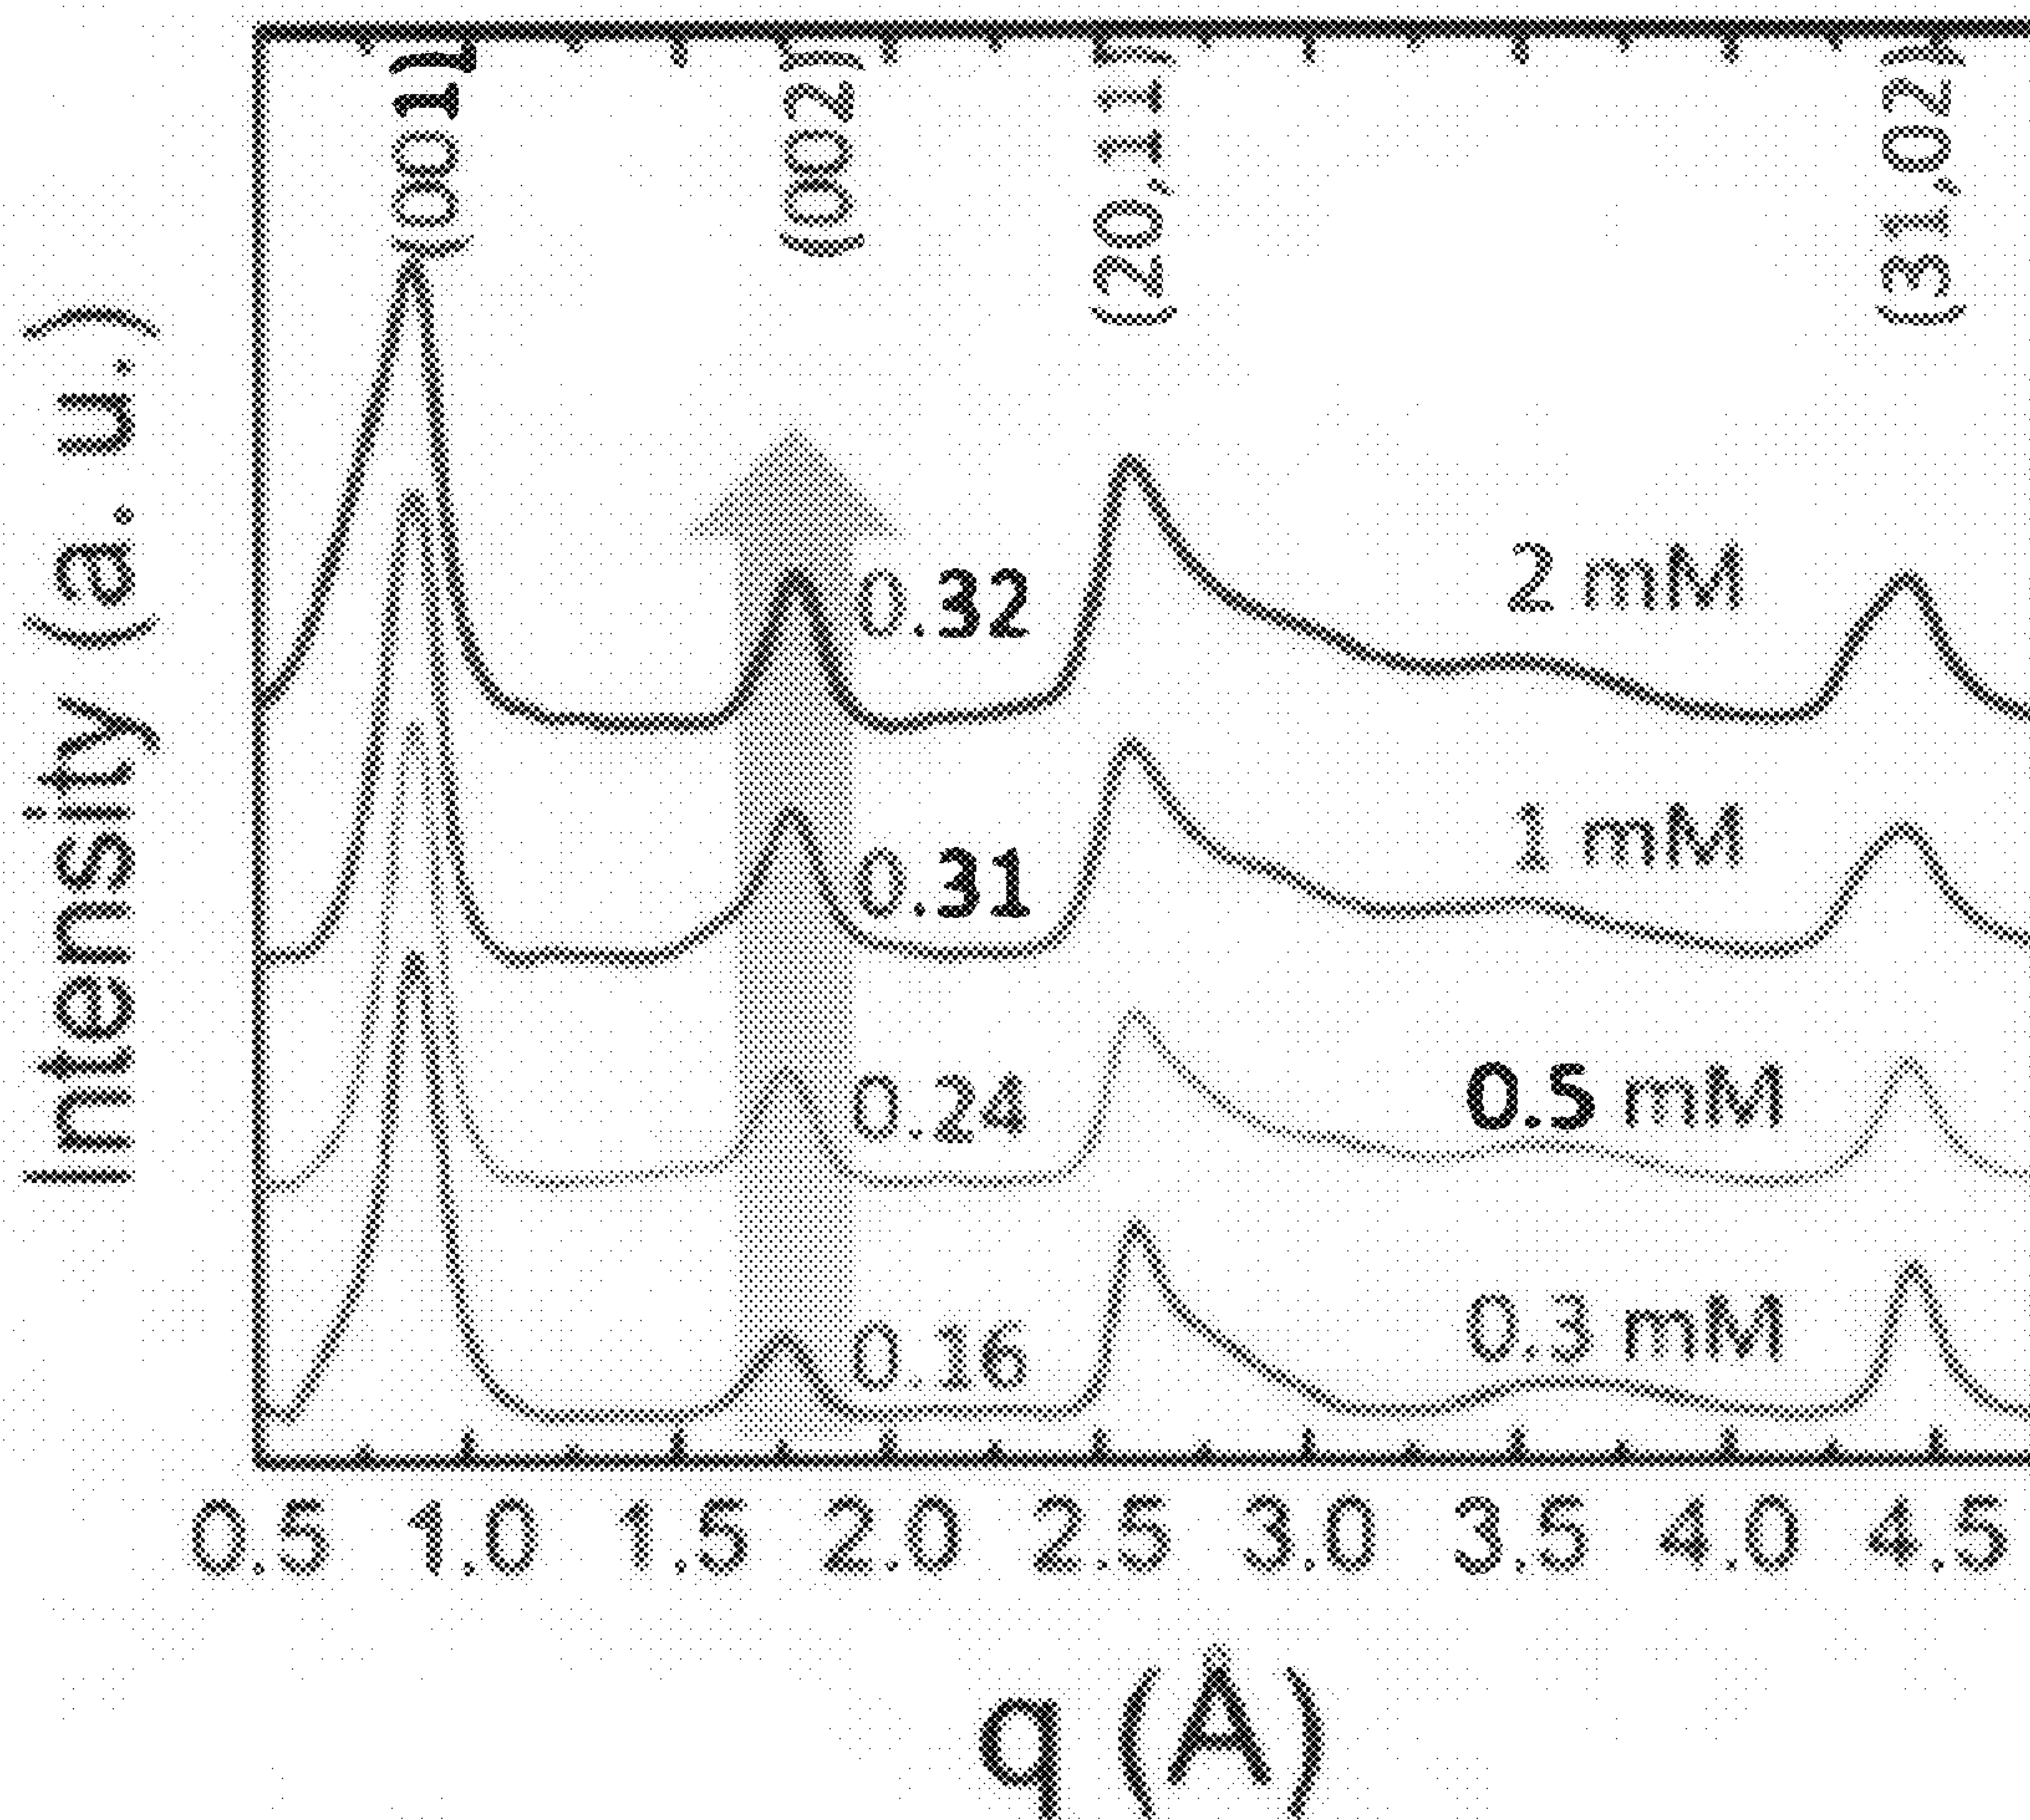 (001)
(002)
(20,11)
(31,02)
Intensity (a. u.)
0.32
2 mM
0.31
1 mM
0.24
0.5 mM
0.16
0.3 mM
0.5 1.0 1.5 2.0 2.5 3.0 3.5 4.0 4.5
q (Å)